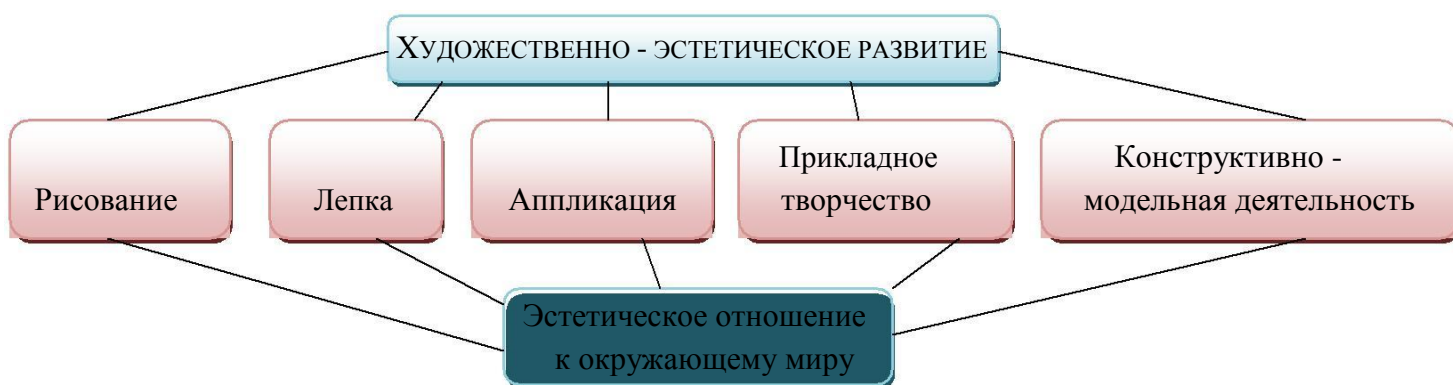 ХУДОЖЕСТВЕННО - ЭСТЕТИЧЕСКОЕ РАЗВИТИЕ
Рисование
Лепка
Аппликация
Прикладное
творчество
Конструктивно -
модельная деятельность
Эстетическое отношение
к окружающему миру